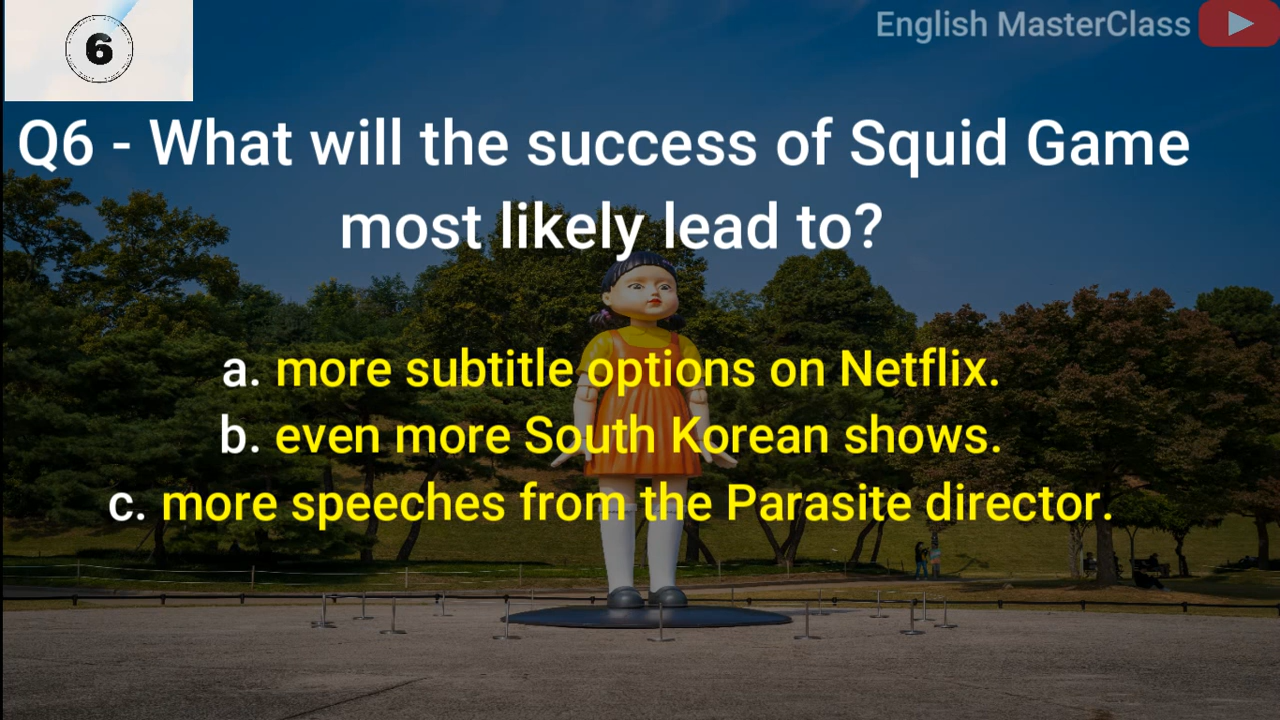 6
English MasterClass
Q6 - What will the success of Squid Game
most likely lead to?
a. more subtitle options on Netflix.
b. even more South Korean shows.
c. more speeches from the Parasite director.